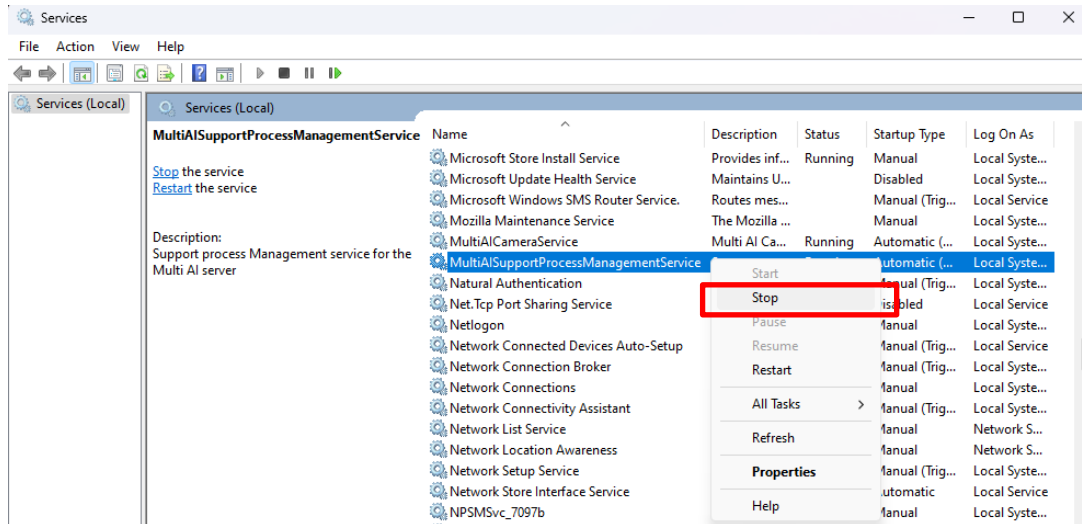 Services
File Action View Help
Services (Local)
Services (Local)
MultiAISupportProcessManagementService
Stop the service
Restart the service
Description:
Support process Management service for the
Multi AI server
Name Description Status Startup Type Log On As
Microsoft Store Install Service Provides inf... Running Manual Local Syste...
Microsoft Update Health Service Maintains U... Disabled Local Syste...
Microsoft Windows SMS Router Service. Routes mes... Manual (Trig... Local Service
Mozilla Maintenance Service The Mozilla ... Manual Local Syste...
MultiAICameraService Multi AI Ca... Running Automatic (... Local Syste...
MultiAISupportProcessManagementService utomatic (... Local Syste...
Natural Authentication Manual (Trig... Local Syste...
Net.Tcp Port Sharing Service isabled Local Service
Netlogon Manual Local Syste...
Network Connected Devices Auto-Setup Manual (Trig... Local Service
Network Connection Broker Manual (Trig... Local Syste...
Network Connections Manual Local Syste...
Network Connectivity Assistant Manual (Trig... Local Syste...
Network List Service Manual Network S...
Network Location Awareness Manual Network S...
Network Setup Service Manual (Trig... Local Syste...
Network Store Interface Service utomatic Local Service
NPSMSvc_7097b Manual Local Syste...
Start
Stop
Pause
Resume
Restart
All Tasks
Refresh
Properties
Help